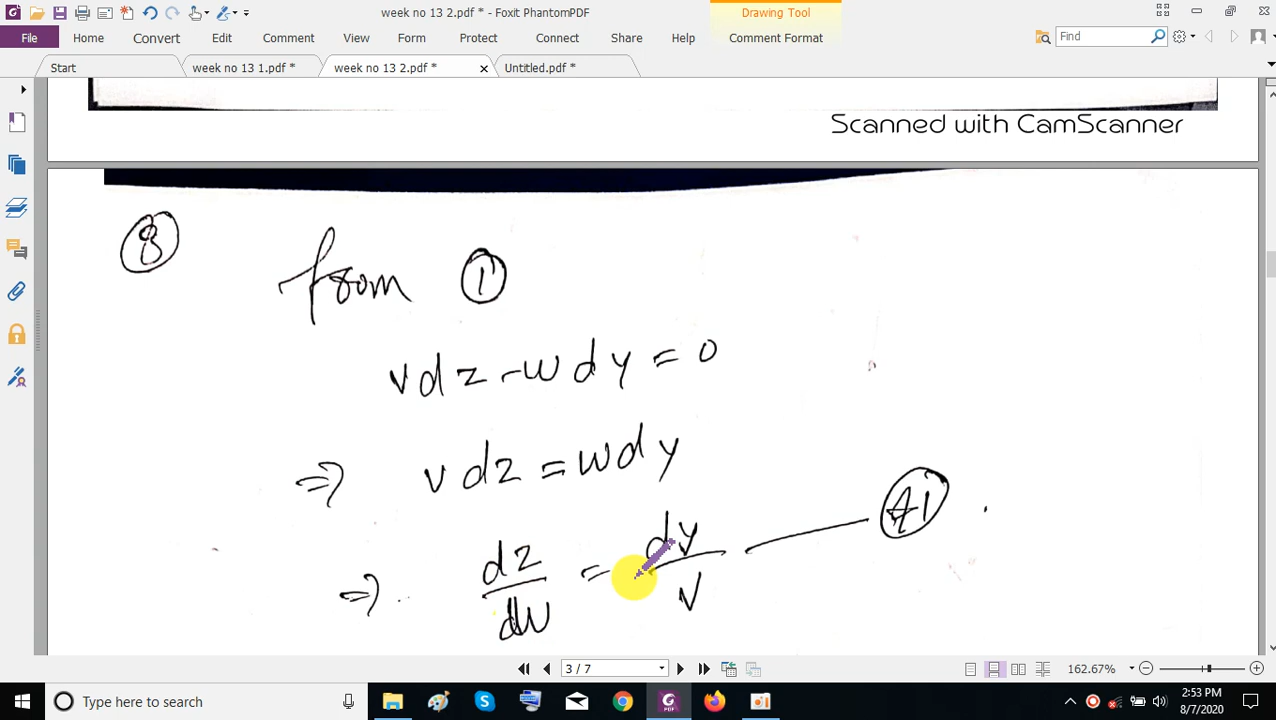 week no 13 2.pdf * - Foxit PhantomPDF
Drawing Tool
File Home Convert Edit Comment View Form Protect Connect Share Help Comment Format Find
Start week no 13 1.pdf * week no 13 2.pdf * Untitled.pdf *
Scanned with CamScanner
8 from 1
vdz - wdy = 0
⇒ vdz = wdy
⇒ dz/dw = dy/v
3 / 7 162.67%
Type here to search
2:53 PM
8/7/2020